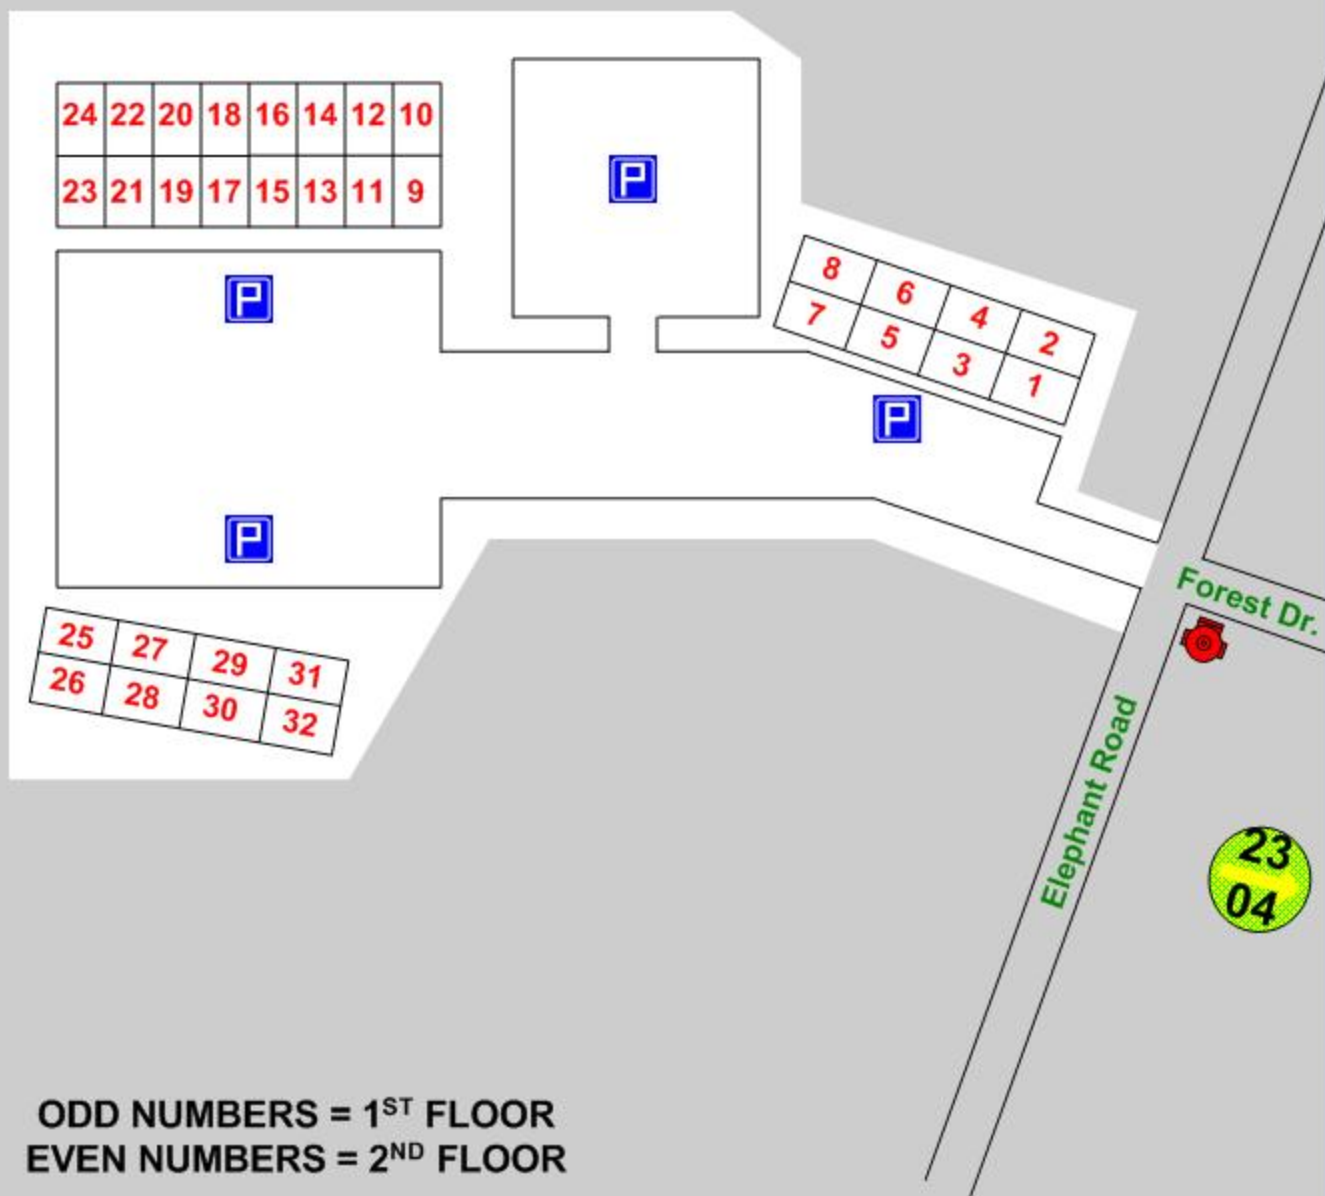 24 22 20 18 16 14 12 10
23 21 19 17 15 13 11 9
P
P
P
P
8 6 4 2
7 5 3 1
25 27 29 31
26 28 30 32
Forest Dr.
Elephant Road
23
04
ODD NUMBERS = 1ST FLOOR
EVEN NUMBERS = 2ND FLOOR